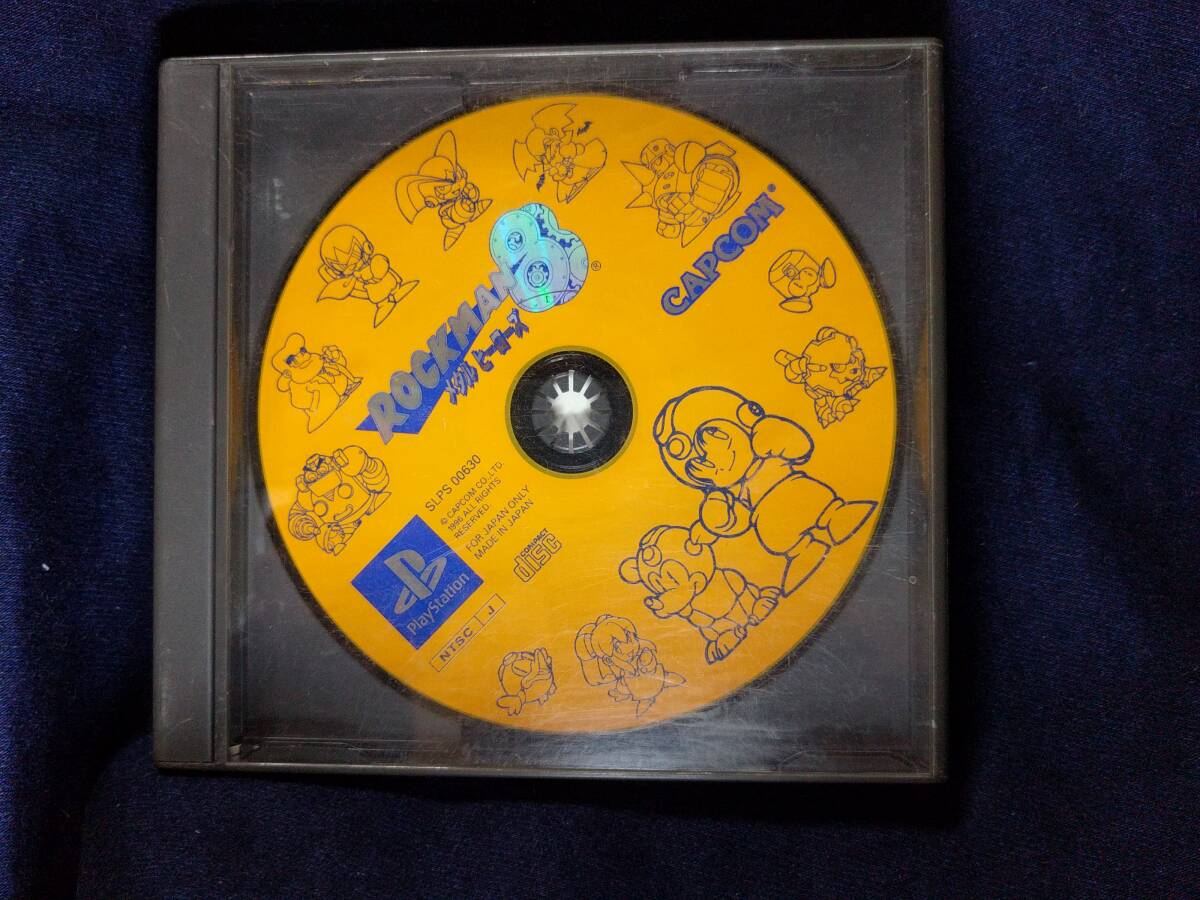 ROCKMAN 8 ®
メタル ヒーローズ
CAPCOM®
SLPS 00630
© CAPCOM CO.,LTD.
1996 ALL RIGHTS
RESERVED.
FOR JAPAN ONLY
MADE IN JAPAN
COMPACT
disc
PlayStation
NTSC J